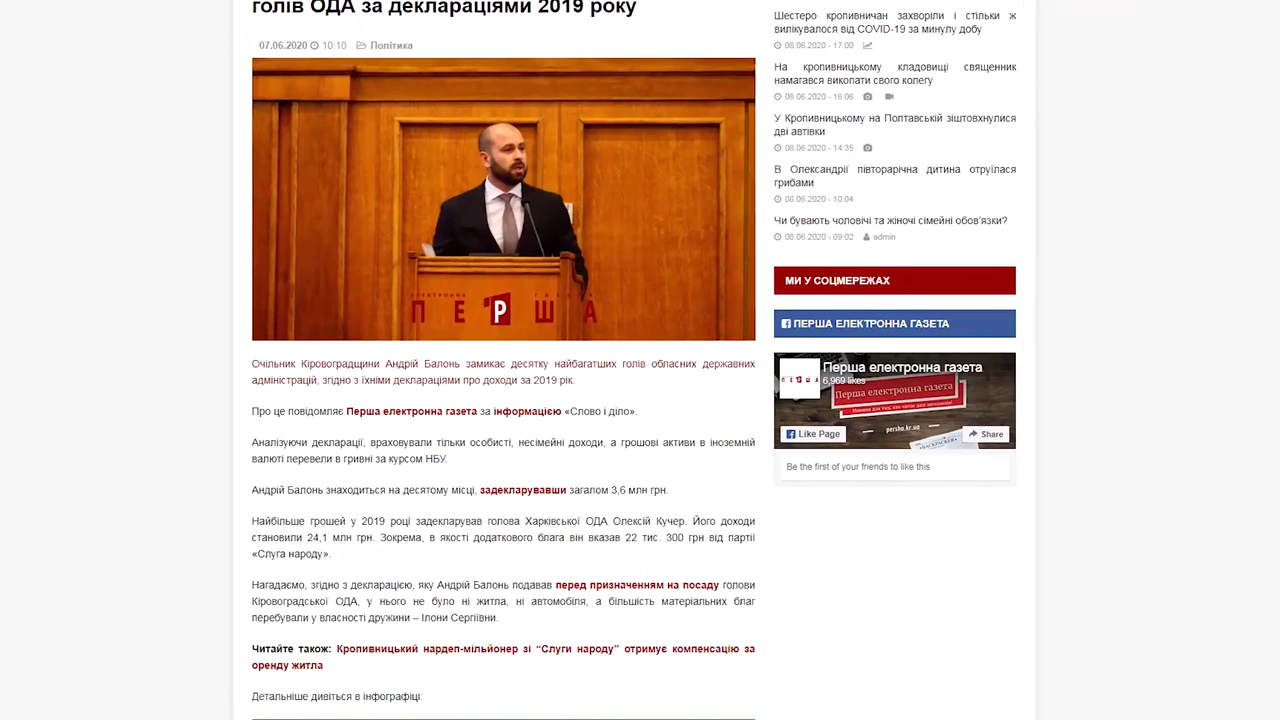 голів ОДА за деклараціями 2019 року
07.06.2020 10:10 Політика
ЕЛЕКТРОННА ГАЗЕТА
ПЕРША
Очільник Кіровоградщини Андрій Балонь замикає десятку найбагатших голів обласних державних
адміністрацій, згідно з їхніми деклараціями про доходи за 2019 рік.
Про це повідомляє Перша електронна газета за інформацією «Слово і діло».
Аналізуючи декларації, враховували тільки особисті, несімейні доходи, а грошові активи в іноземній
валюті перевели в гривні за курсом НБУ.
Андрій Балонь знаходиться на десятому місці, задекларувавши загалом 3,6 млн грн.
Найбільше грошей у 2019 році задекларував голова Харківської ОДА Олексій Кучер. Його доходи
становили 24,1 млн грн. Зокрема, в якості додаткового блага він вказав 22 тис. 300 грн від партії
«Слуга народу».
Нагадаємо, згідно з декларацією, яку Андрій Балонь подавав перед призначенням на посаду голови
Кіровоградської ОДА, у нього не було ні житла, ні автомобіля, а більшість матеріальних благ
перебували у власності дружини – Ілони Сергіївни.
Читайте також: Кропивницький нардеп-мільйонер зі “Слуги народу” отримує компенсацію за
оренду житла
Детальніше дивіться в інфографіці:
Шестеро кропивничан захворіли і стільки ж
вилікувалося від COVID-19 за минулу добу
08.06.2020 - 17:00
На кропивницькому кладовищі священник
намагався викопати свого колегу
08.06.2020 - 16:06
У Кропивницькому на Полтавській зіштовхнулися
дві автівки
08.06.2020 - 14:35
В Олександрії півторарічна дитина отруїлася
грибами
08.06.2020 - 10:04
Чи бувають чоловічі та жіночі сімейні обов’язки?
08.06.2020 - 09:02 admin
МИ У СОЦМЕРЕЖАХ
ПЕРША ЕЛЕКТРОННА ГАЗЕТА
ПЕРША
Перша електронна газета
6,969 likes
Перша електронна газета
persha.kr.ua
Like Page
Share
Be the first of your friends to like this